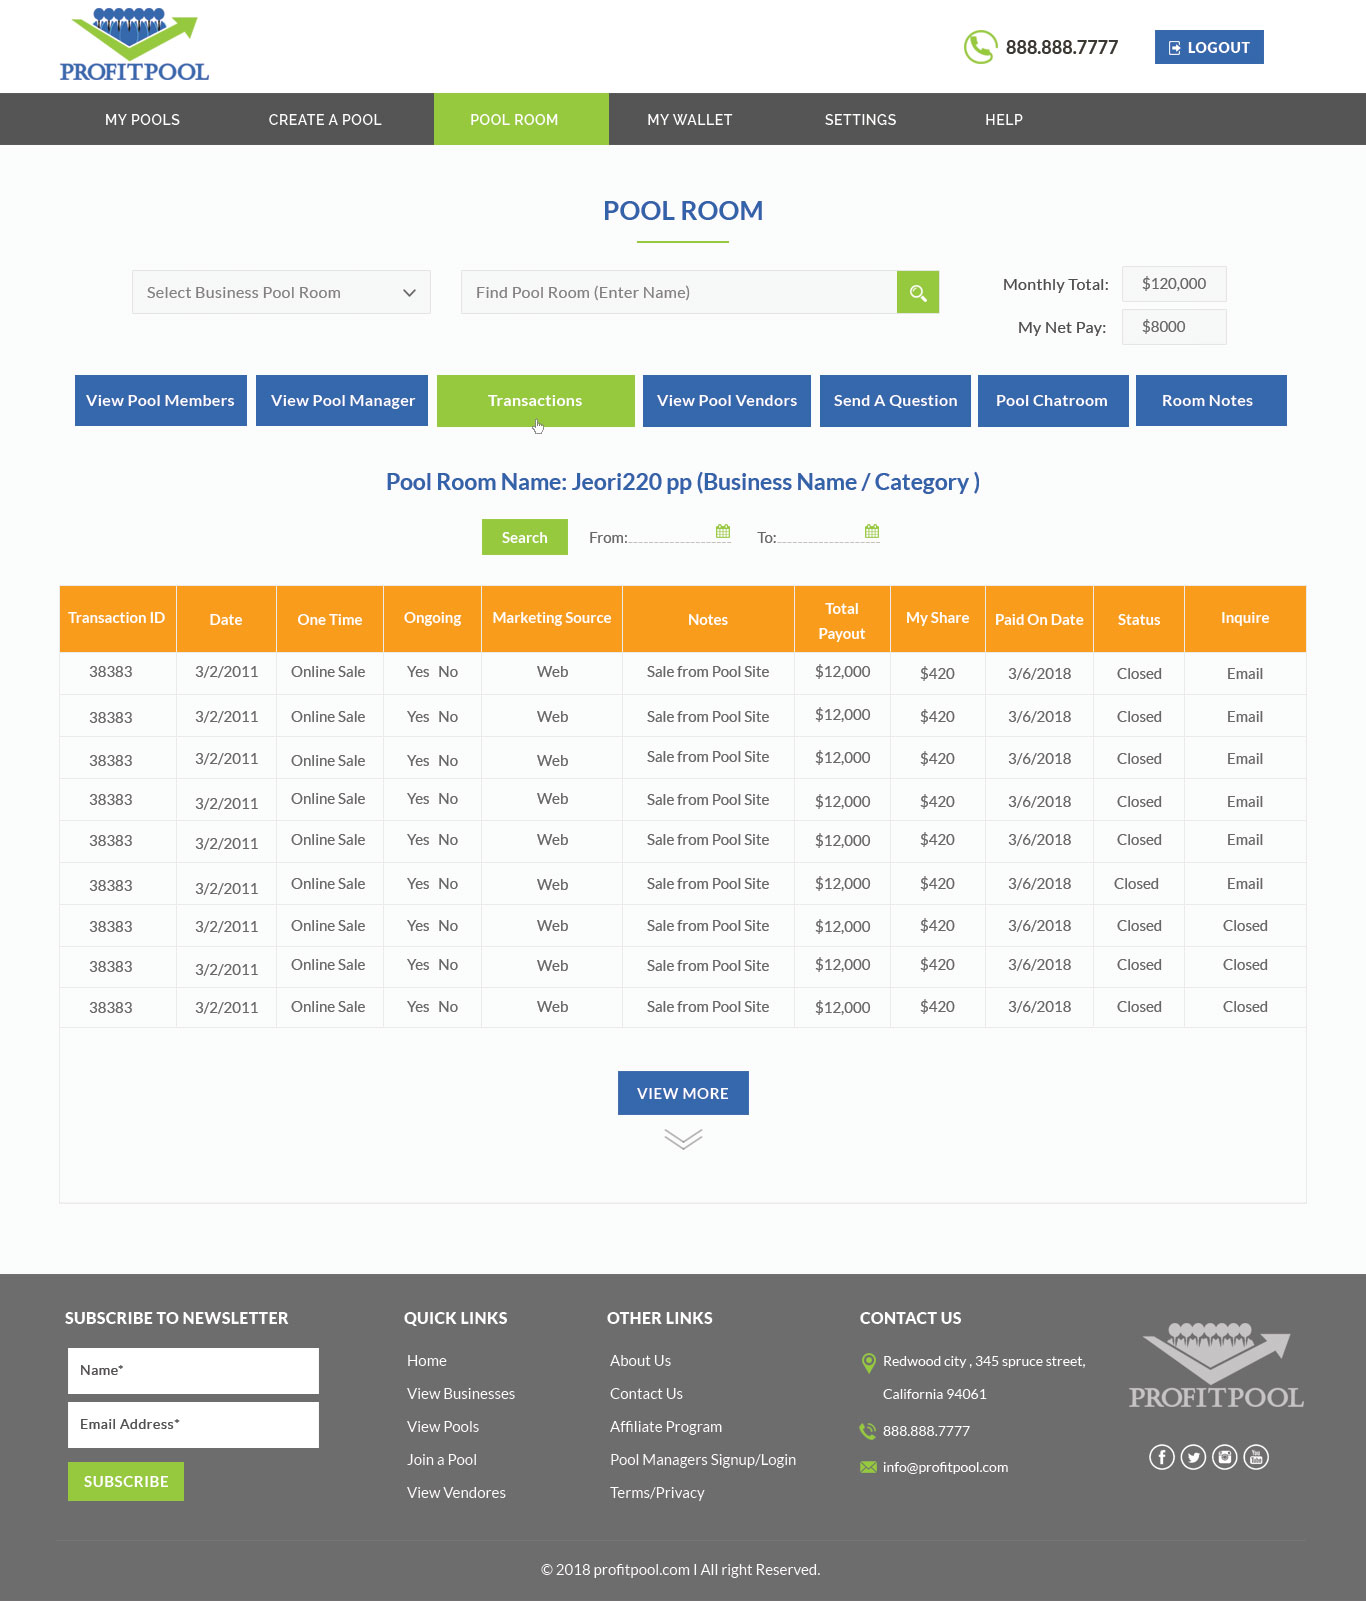 PROFITPOOL
888.888.7777
LOGOUT
MY POOLS CREATE A POOL POOL ROOM MY WALLET SETTINGS HELP
POOL ROOM
Select Business Pool Room
Find Pool Room (Enter Name)
Monthly Total: $120,000
My Net Pay: $8000
View Pool Members View Pool Manager Transactions View Pool Vendors Send A Question Pool Chatroom Room Notes
Pool Room Name: Jeori220 pp (Business Name / Category )
Search From: To:
Transaction ID Date One Time Ongoing Marketing Source Notes Total Payout My Share Paid On Date Status Inquire
38383 3/2/2011 Online Sale Yes No Web Sale from Pool Site $12,000 $420 3/6/2018 Closed Email
38383 3/2/2011 Online Sale Yes No Web Sale from Pool Site $12,000 $420 3/6/2018 Closed Email
38383 3/2/2011 Online Sale Yes No Web Sale from Pool Site $12,000 $420 3/6/2018 Closed Email
38383 3/2/2011 Online Sale Yes No Web Sale from Pool Site $12,000 $420 3/6/2018 Closed Email
38383 3/2/2011 Online Sale Yes No Web Sale from Pool Site $12,000 $420 3/6/2018 Closed Email
38383 3/2/2011 Online Sale Yes No Web Sale from Pool Site $12,000 $420 3/6/2018 Closed Email
38383 3/2/2011 Online Sale Yes No Web Sale from Pool Site $12,000 $420 3/6/2018 Closed Closed
38383 3/2/2011 Online Sale Yes No Web Sale from Pool Site $12,000 $420 3/6/2018 Closed Closed
38383 3/2/2011 Online Sale Yes No Web Sale from Pool Site $12,000 $420 3/6/2018 Closed Closed
VIEW MORE
SUBSCRIBE TO NEWSLETTER
Name*
Email Address*
SUBSCRIBE
QUICK LINKS
Home
View Businesses
View Pools
Join a Pool
View Vendores
OTHER LINKS
About Us
Contact Us
Affiliate Program
Pool Managers Signup/Login
Terms/Privacy
CONTACT US
Redwood city , 345 spruce street,
California 94061
888.888.7777
info@profitpool.com
PROFITPOOL
You
Tube
© 2018 profitpool.com I All right Reserved.